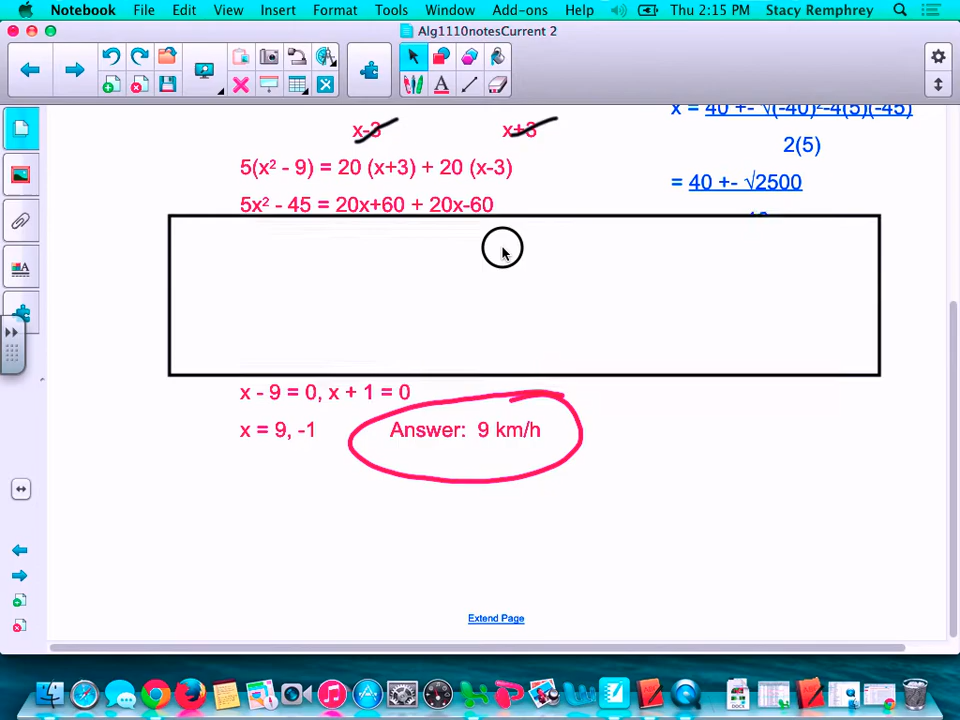 Notebook File Edit View Insert Format Tools Window Add-ons Help Thu 2:15 PM Stacy Remphrey
Alg1110notesCurrent 2
x-3 x+3
5(x² - 9) = 20 (x+3) + 20 (x-3)
5x² - 45 = 20x+60 + 20x-60
x - 9 = 0, x + 1 = 0
x = 9, -1 Answer: 9 km/h
x = 40 +- √(-40)²-4(5)(-45)
2(5)
= 40 +- √2500
Extend Page